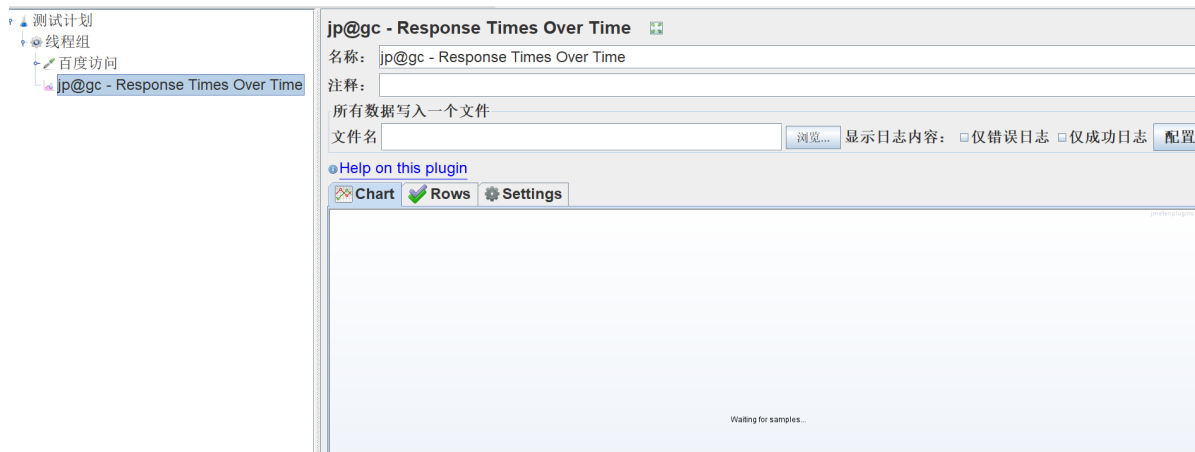 测试计划
线程组
百度访问
jp@gc - Response Times Over Time
jp@gc - Response Times Over Time
名称： jp@gc - Response Times Over Time
注释：
所有数据写入一个文件
文件名 浏览... 显示日志内容： 仅错误日志 仅成功日志 配置
Help on this plugin
Chart Rows Settings
Waiting for samples...